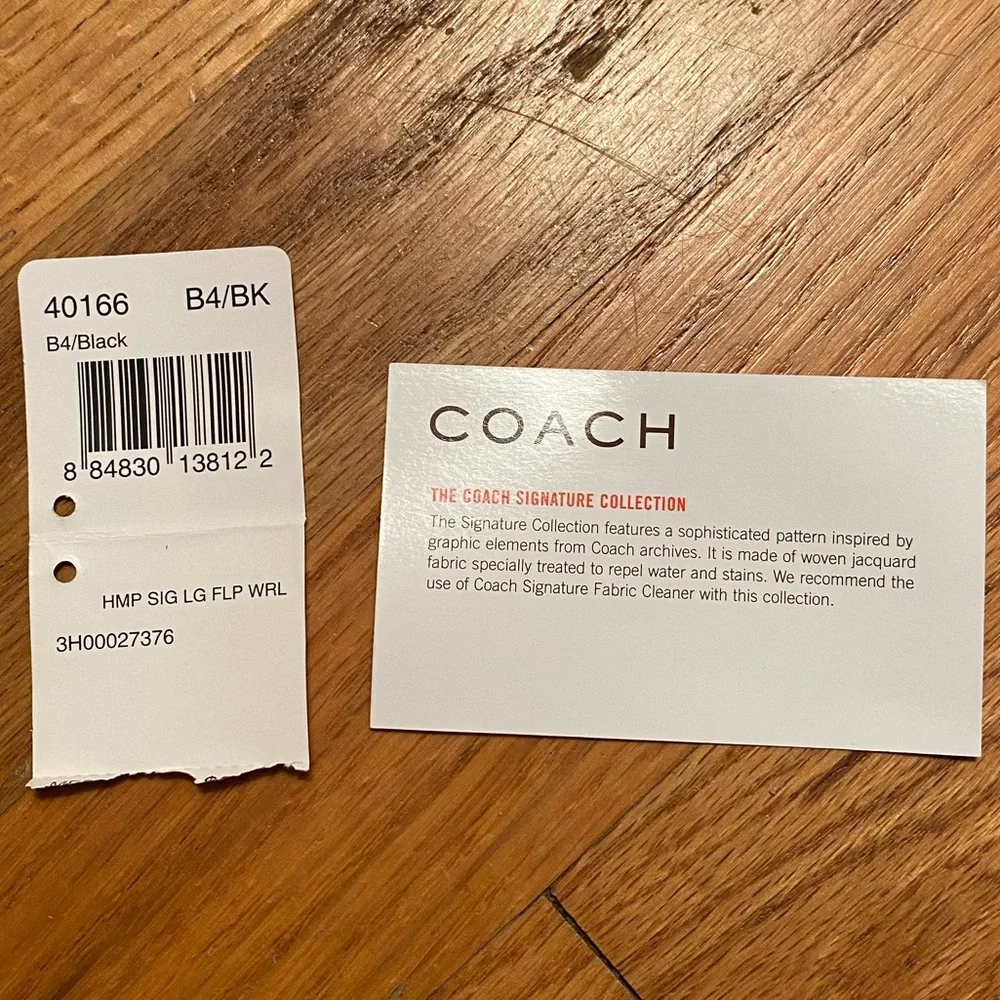 40166 B4/BK
B4/Black
8 84830 13812 2
HMP SIG LG FLP WRL
3H00027376
COACH
THE COACH SIGNATURE COLLECTION
The Signature Collection features a sophisticated pattern inspired by
graphic elements from Coach archives. It is made of woven jacquard
fabric specially treated to repel water and stains. We recommend the
use of Coach Signature Fabric Cleaner with this collection.